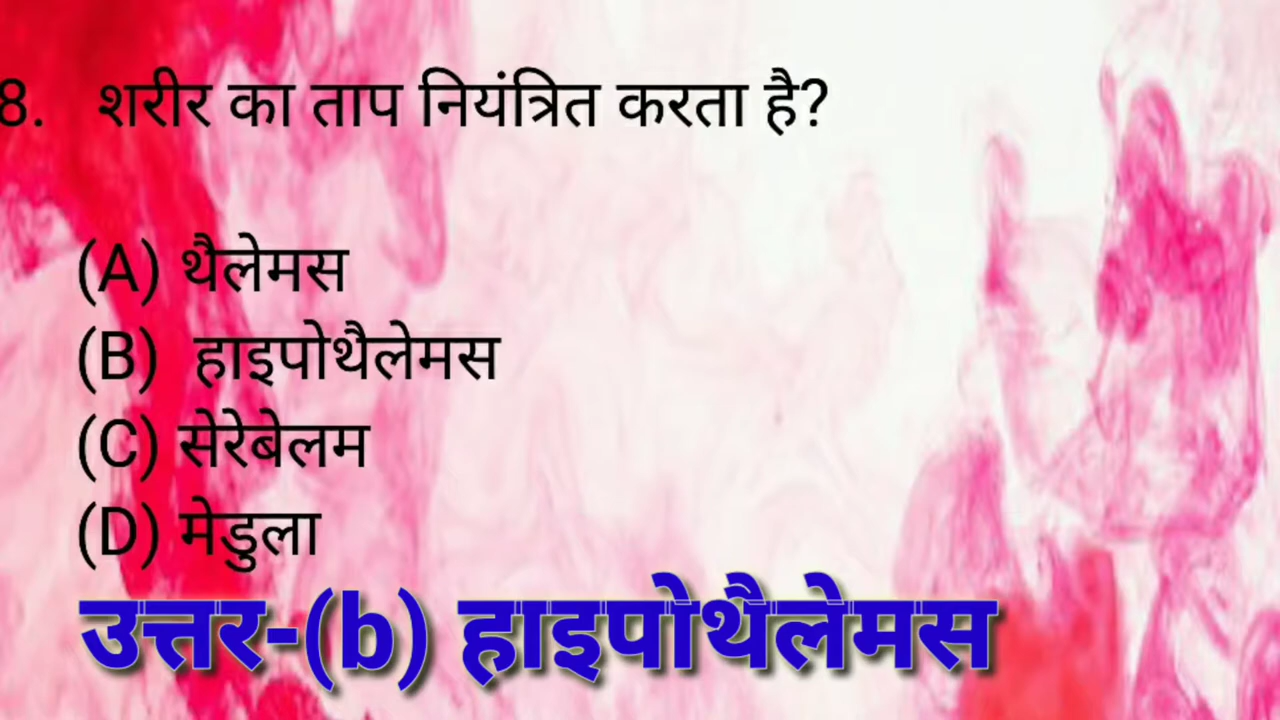 8. शरीर का ताप नियंत्रित करता है?
(A) थैलेमस
(B) हाइपोथैलेमस
(C) सेरेबेलम
(D) मेडुला
उत्तर-(b) हाइपोथैलेमस